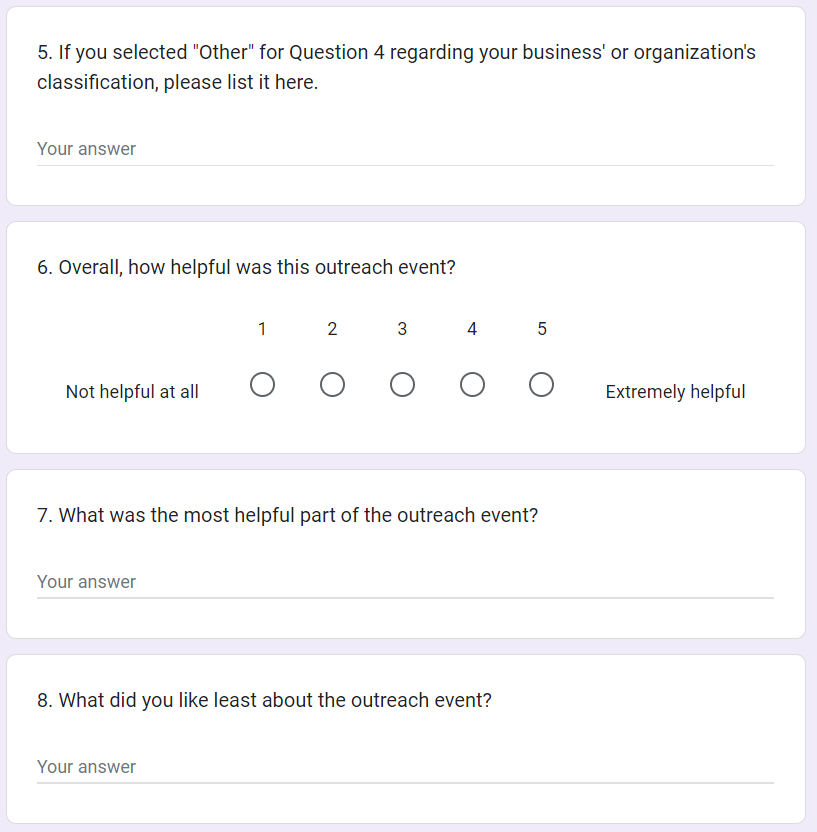 5. If you selected "Other" for Question 4 regarding your business' or organization's
classification, please list it here.
Your answer
6. Overall, how helpful was this outreach event?
1 2 3 4 5
Not helpful at all Extremely helpful
7. What was the most helpful part of the outreach event?
Your answer
8. What did you like least about the outreach event?
Your answer